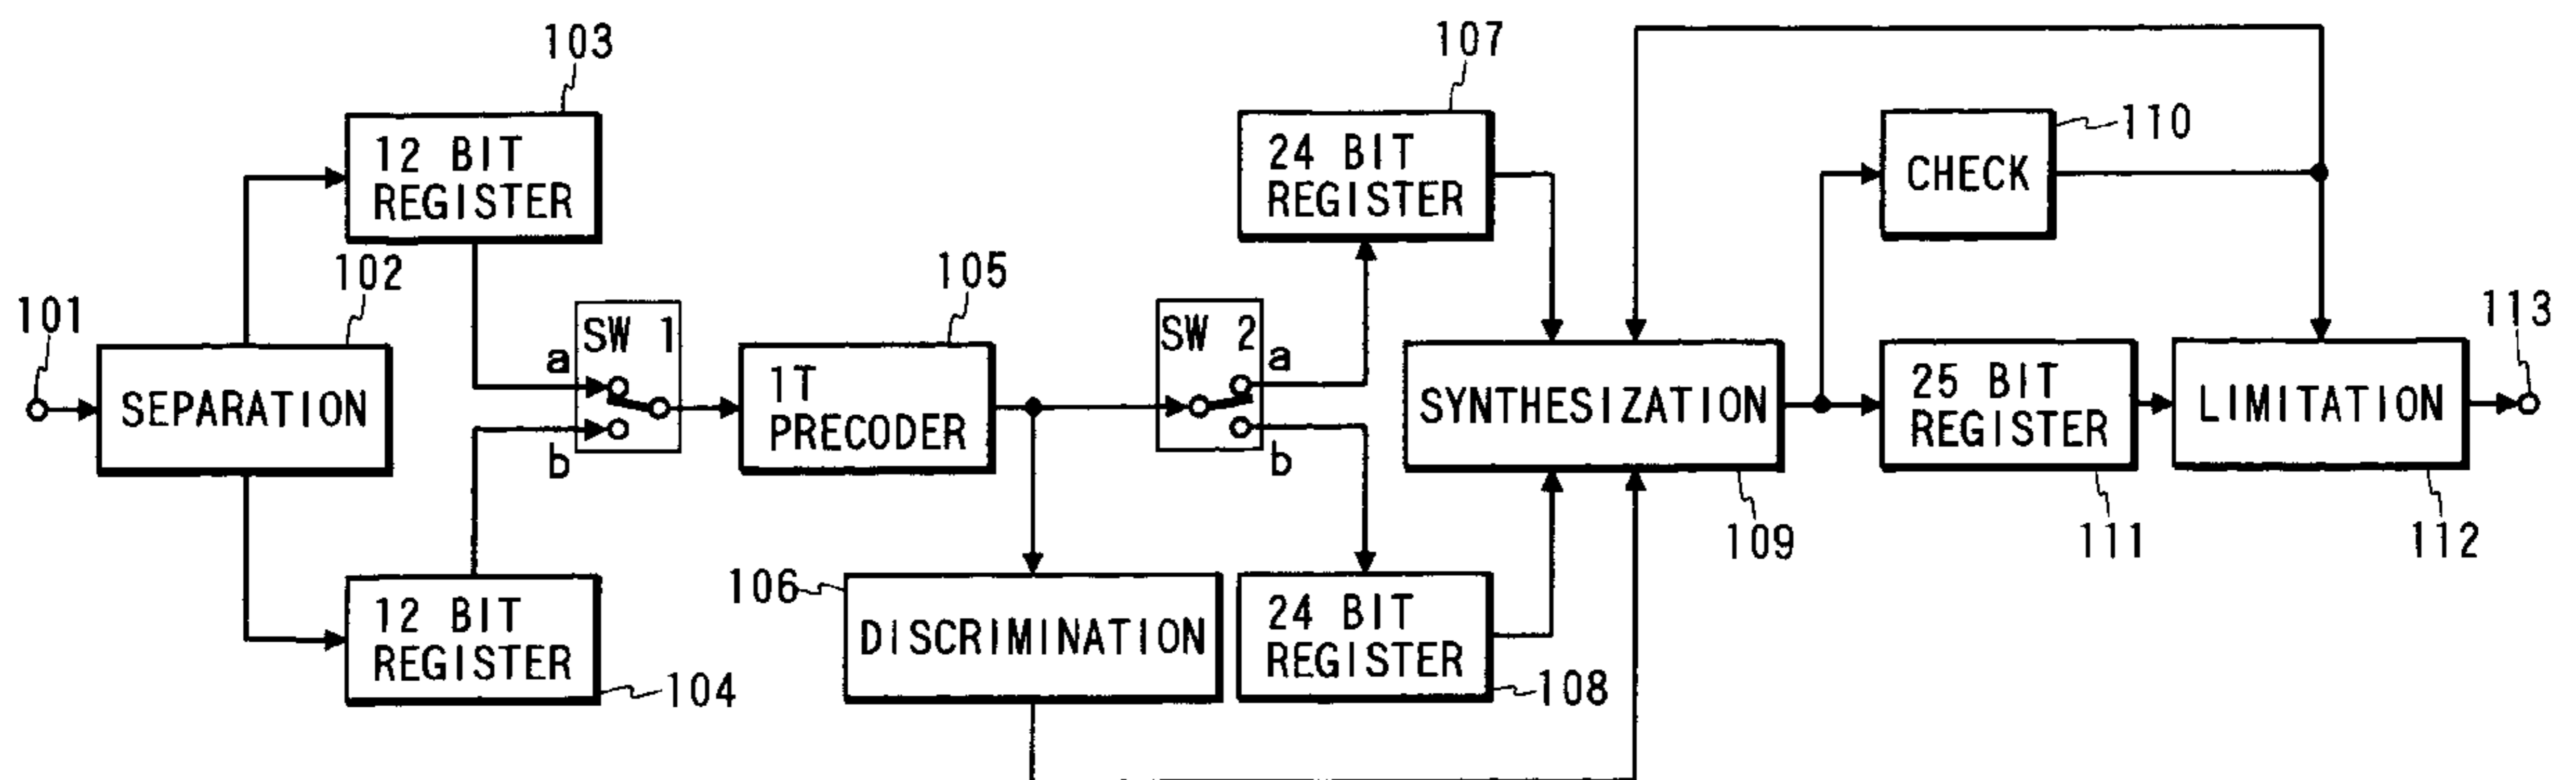 103
12 BIT
REGISTER
102
101
SEPARATION
12 BIT
REGISTER
104
SW 1
a
b
105
1T
PRECODER
106
DISCRIMINATION
SW 2
a
b
107
24 BIT
REGISTER
24 BIT
REGISTER
108
SYNTHESIZATION
109
110
CHECK
25 BIT
REGISTER
111
LIMITATION
112
113